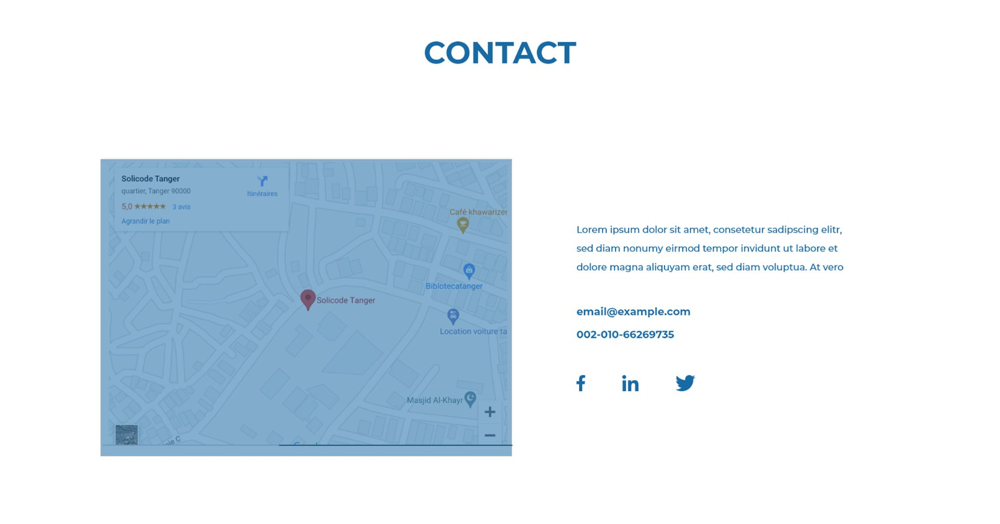 CONTACT
Solicode Tanger
quartier, Tanger 90000
Itinéraires
5,0 ★★★★★ 3 avis
Agrandir le plan
Café khawarizer
Biblotecatanger
Solicode Tanger
Location voiture ta
Masjid Al-Khayr
+
−
Lorem ipsum dolor sit amet, consetetur sadipscing elitr,
sed diam nonumy eirmod tempor invidunt ut labore et
dolore magna aliquyam erat, sed diam voluptua. At vero
email@example.com
002-010-66269735
f
in